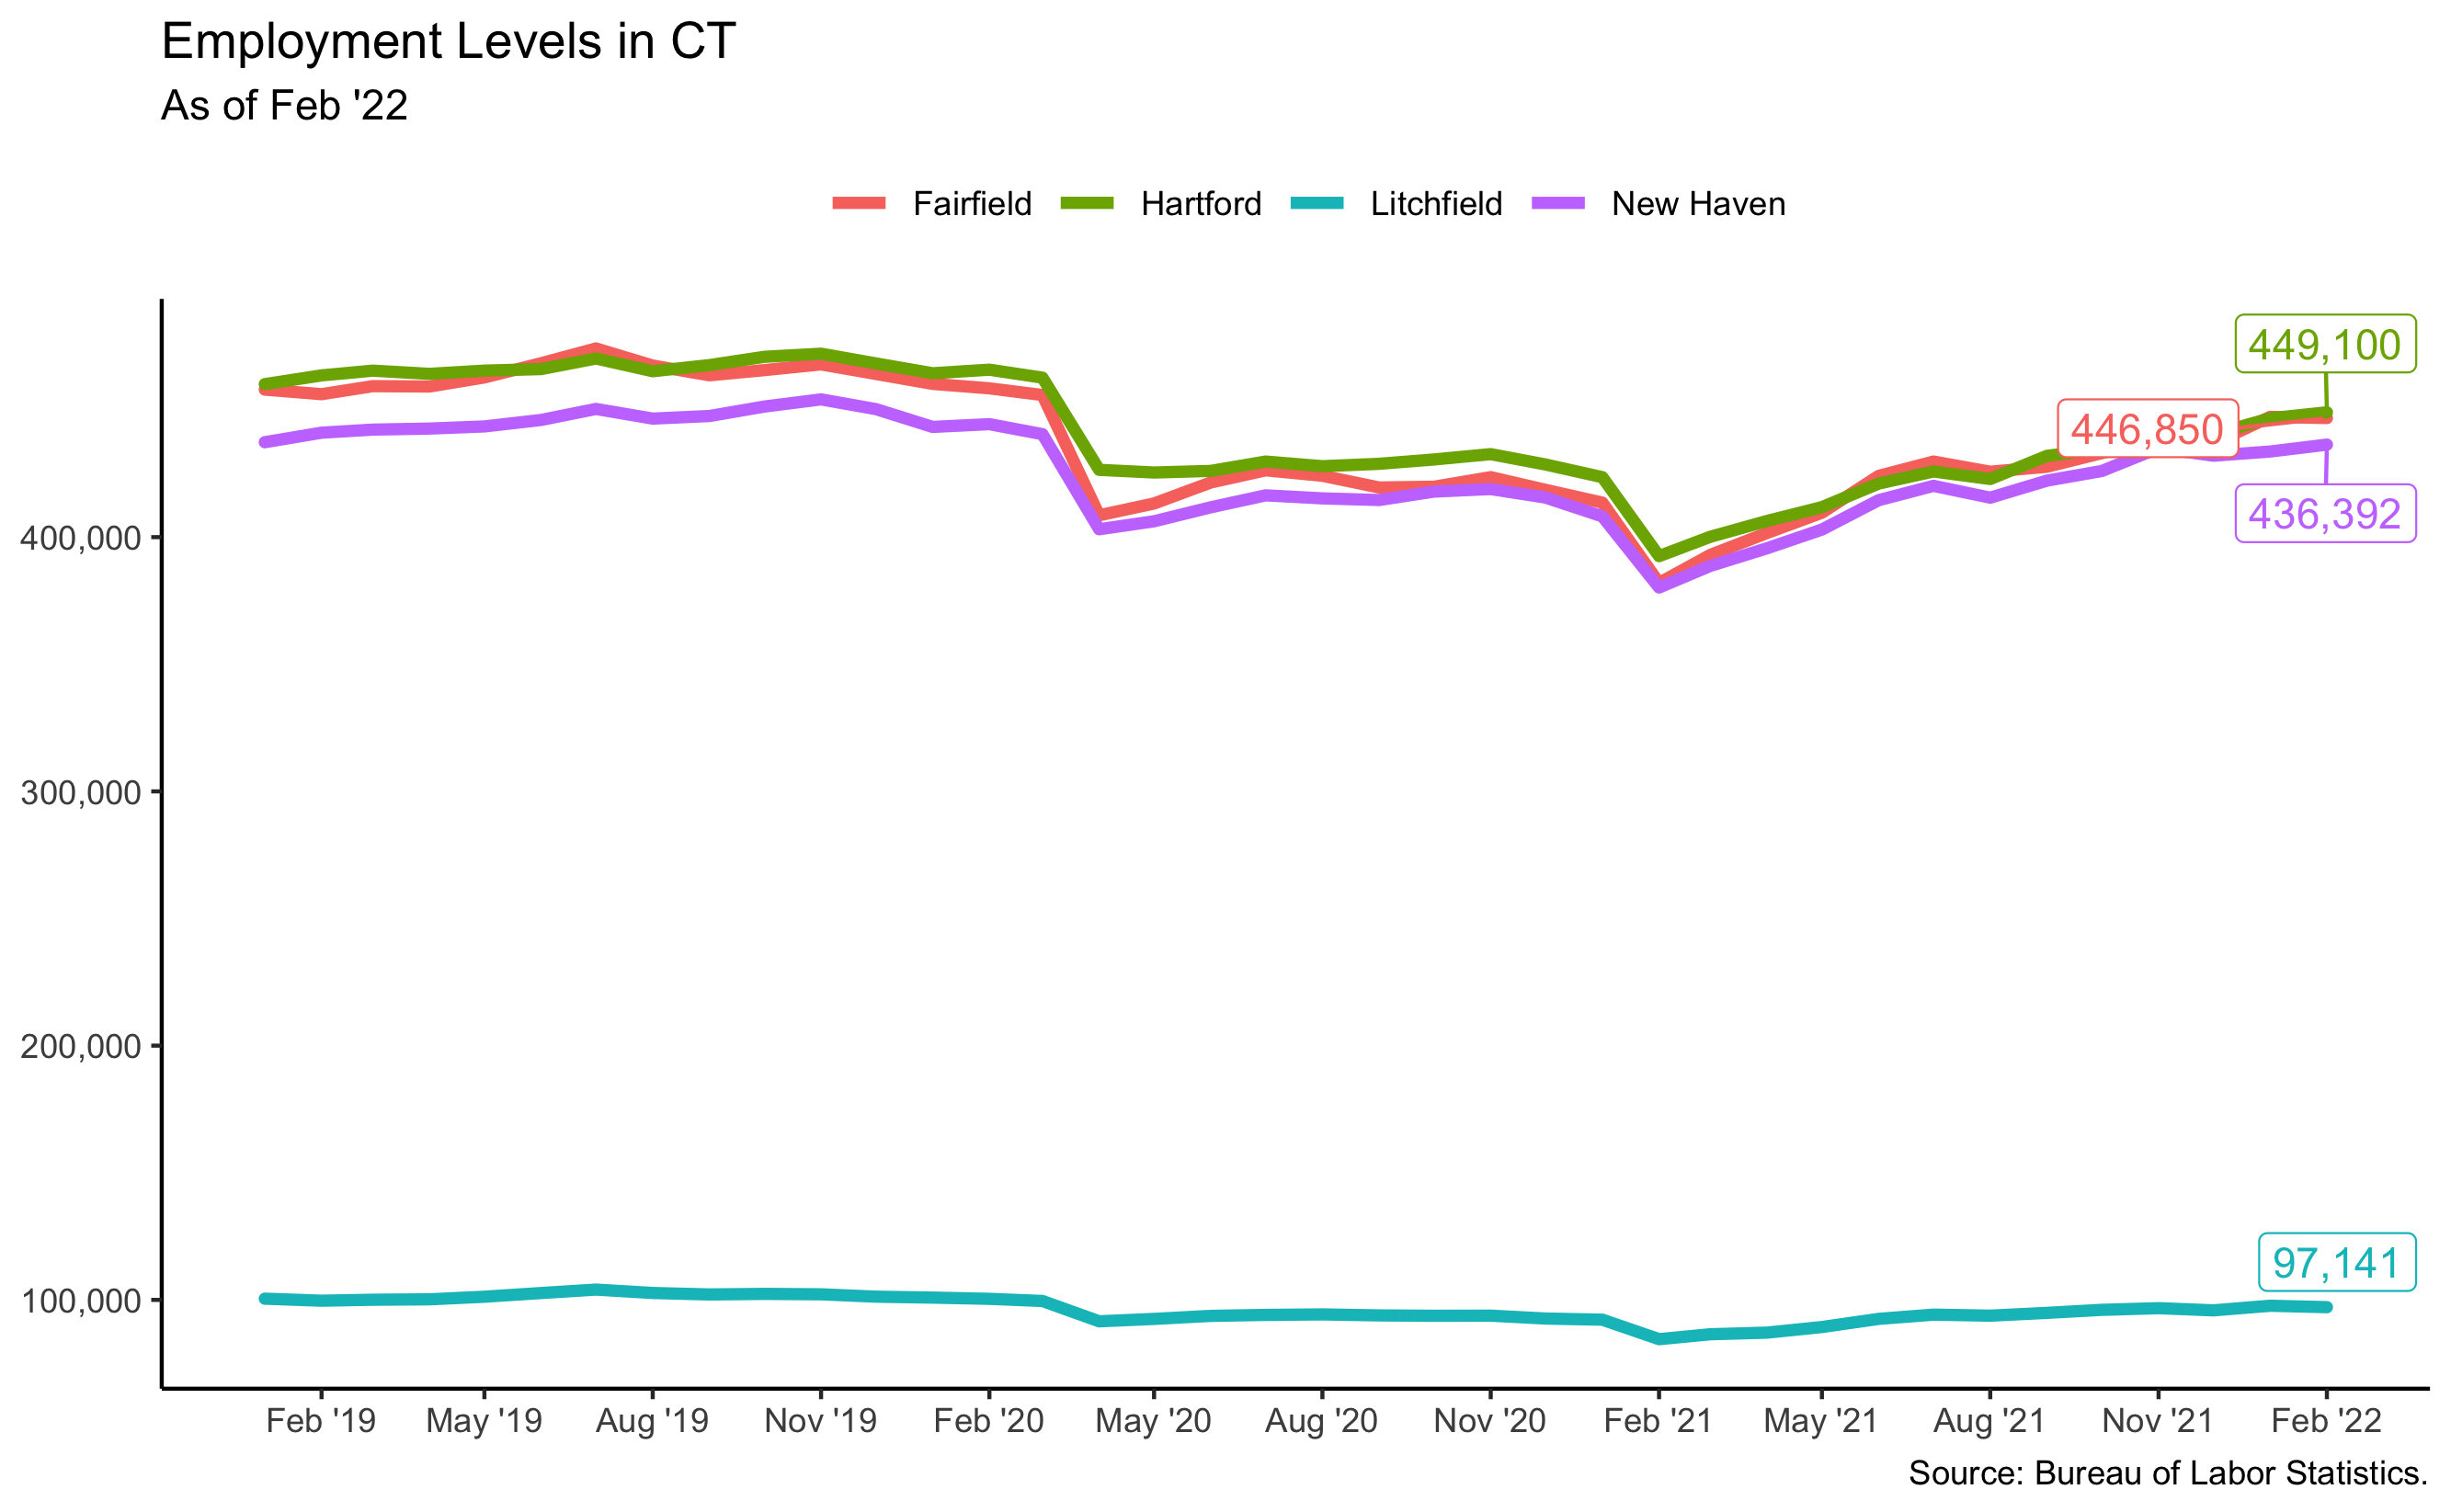 Employment Levels in CT
As of Feb '22
Fairfield Hartford Litchfield New Haven
449,100
446,850
436,392
400,000
300,000
200,000
97,141
100,000
Feb '19 May '19 Aug '19 Nov '19 Feb '20 May '20 Aug '20 Nov '20 Feb '21 May '21 Aug '21 Nov '21 Feb '22
Source: Bureau of Labor Statistics.